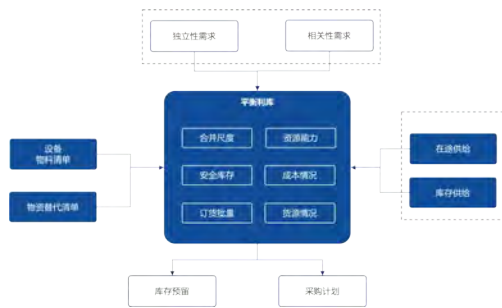 独立性需求
相关性需求
平衡利库
合并尺度
资源能力
安全库存
成本情况
订货批量
货源情况
设备
物料清单
物资替代清单
在途供给
库存供给
库存预留
采购计划